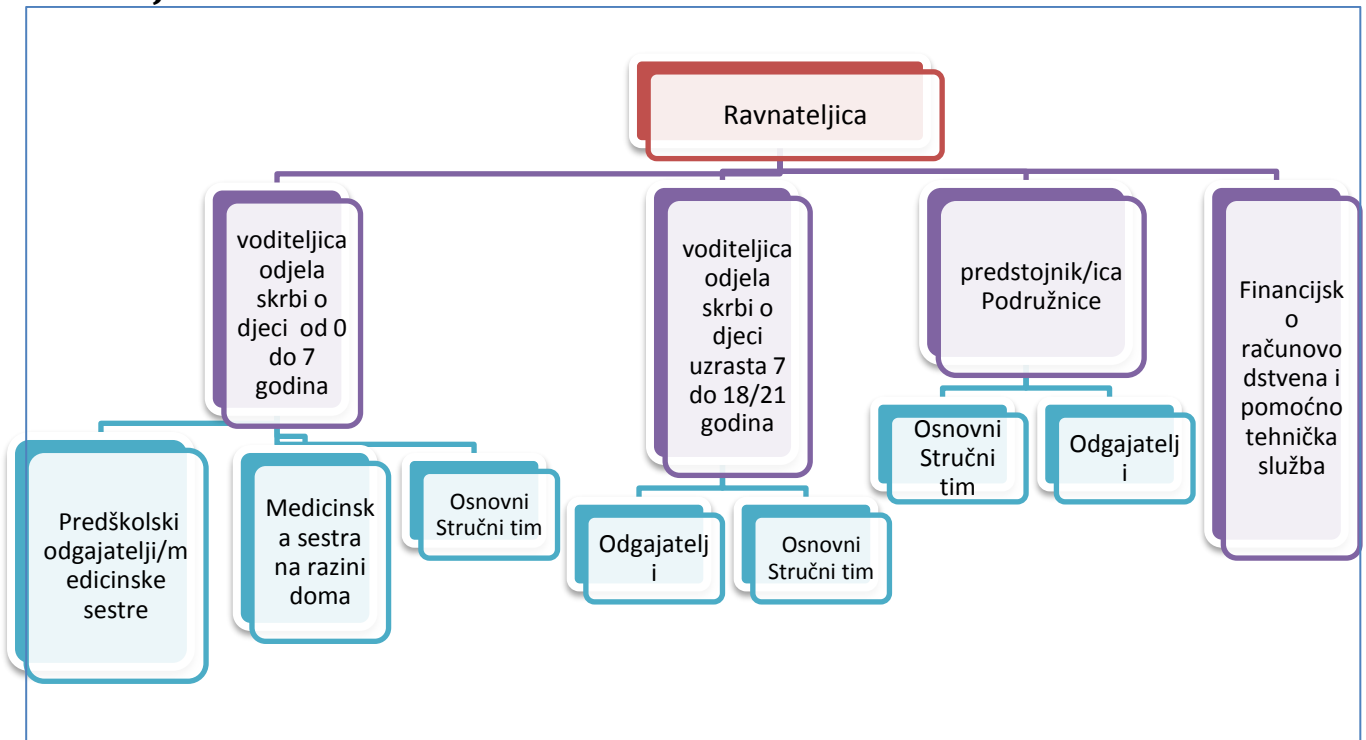 Ravnateljica
voditeljica
odjela
skrbi o
djeci od 0
do 7
godina
voditeljica
odjela
skrbi o
djeci
uzrasta 7
do 18/21
godina
predstojnik/ica
Podružnice
Financijsk
o
računovo
dstvena i
pomoćno
tehnička
služba
Predškolski
odgajatelji/m
edicinske
sestre
Medicinsk
a sestra
na razini
doma
Osnovni
Stručni tim
Odgajatelj
i
Osnovni
Stručni tim
Osnovni
Stručni
tim
Odgajatelj
i